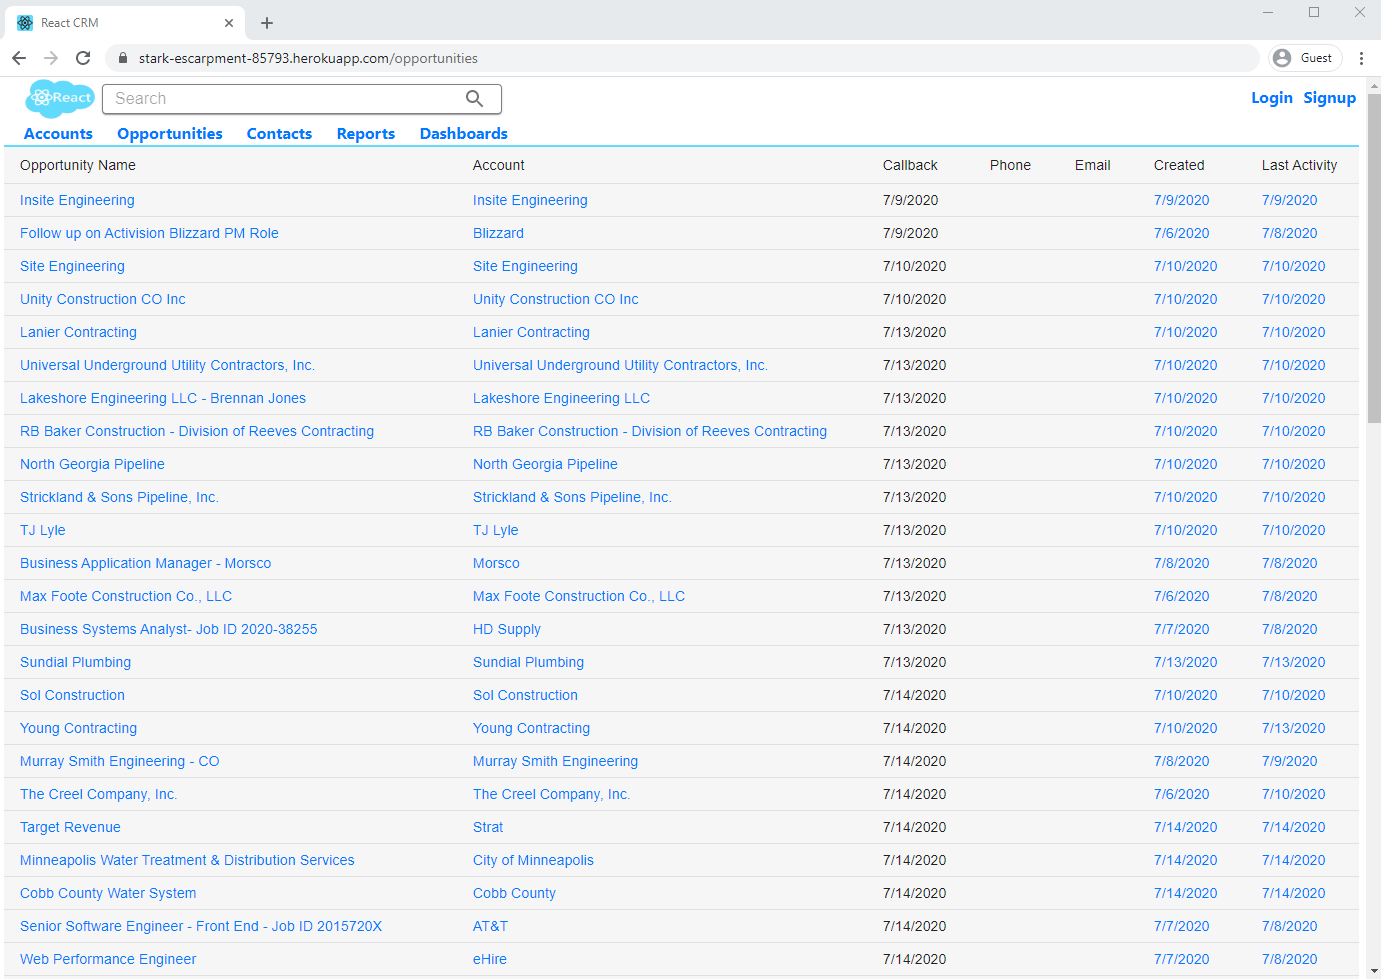 React CRM
stark-escarpment-85793.herokuapp.com/opportunities
Guest
React
Search
Login Signup
Accounts Opportunities Contacts Reports Dashboards
Opportunity Name Account Callback Phone Email Created Last Activity
Insite Engineering Insite Engineering 7/9/2020 7/9/2020 7/9/2020
Follow up on Activision Blizzard PM Role Blizzard 7/9/2020 7/6/2020 7/8/2020
Site Engineering Site Engineering 7/10/2020 7/10/2020 7/10/2020
Unity Construction CO Inc Unity Construction CO Inc 7/10/2020 7/10/2020 7/10/2020
Lanier Contracting Lanier Contracting 7/13/2020 7/10/2020 7/10/2020
Universal Underground Utility Contractors, Inc. Universal Underground Utility Contractors, Inc. 7/13/2020 7/10/2020 7/10/2020
Lakeshore Engineering LLC - Brennan Jones Lakeshore Engineering LLC 7/13/2020 7/10/2020 7/10/2020
RB Baker Construction - Division of Reeves Contracting RB Baker Construction - Division of Reeves Contracting 7/13/2020 7/10/2020 7/10/2020
North Georgia Pipeline North Georgia Pipeline 7/13/2020 7/10/2020 7/10/2020
Strickland & Sons Pipeline, Inc. Strickland & Sons Pipeline, Inc. 7/13/2020 7/10/2020 7/10/2020
TJ Lyle TJ Lyle 7/13/2020 7/10/2020 7/10/2020
Business Application Manager - Morsco Morsco 7/13/2020 7/8/2020 7/8/2020
Max Foote Construction Co., LLC Max Foote Construction Co., LLC 7/13/2020 7/6/2020 7/8/2020
Business Systems Analyst- Job ID 2020-38255 HD Supply 7/13/2020 7/7/2020 7/8/2020
Sundial Plumbing Sundial Plumbing 7/13/2020 7/13/2020 7/13/2020
Sol Construction Sol Construction 7/14/2020 7/10/2020 7/10/2020
Young Contracting Young Contracting 7/14/2020 7/10/2020 7/13/2020
Murray Smith Engineering - CO Murray Smith Engineering 7/14/2020 7/8/2020 7/9/2020
The Creel Company, Inc. The Creel Company, Inc. 7/14/2020 7/6/2020 7/10/2020
Target Revenue Strat 7/14/2020 7/14/2020 7/14/2020
Minneapolis Water Treatment & Distribution Services City of Minneapolis 7/14/2020 7/14/2020 7/14/2020
Cobb County Water System Cobb County 7/14/2020 7/14/2020 7/14/2020
Senior Software Engineer - Front End - Job ID 2015720X AT&T 7/14/2020 7/7/2020 7/8/2020
Web Performance Engineer eHire 7/14/2020 7/7/2020 7/8/2020